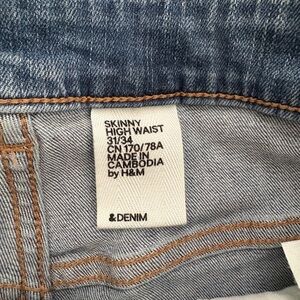 SKINNY
HIGH WAIST
31/34
CN 170/78A
MADE IN
CAMBODIA
by H&M
&DENIM